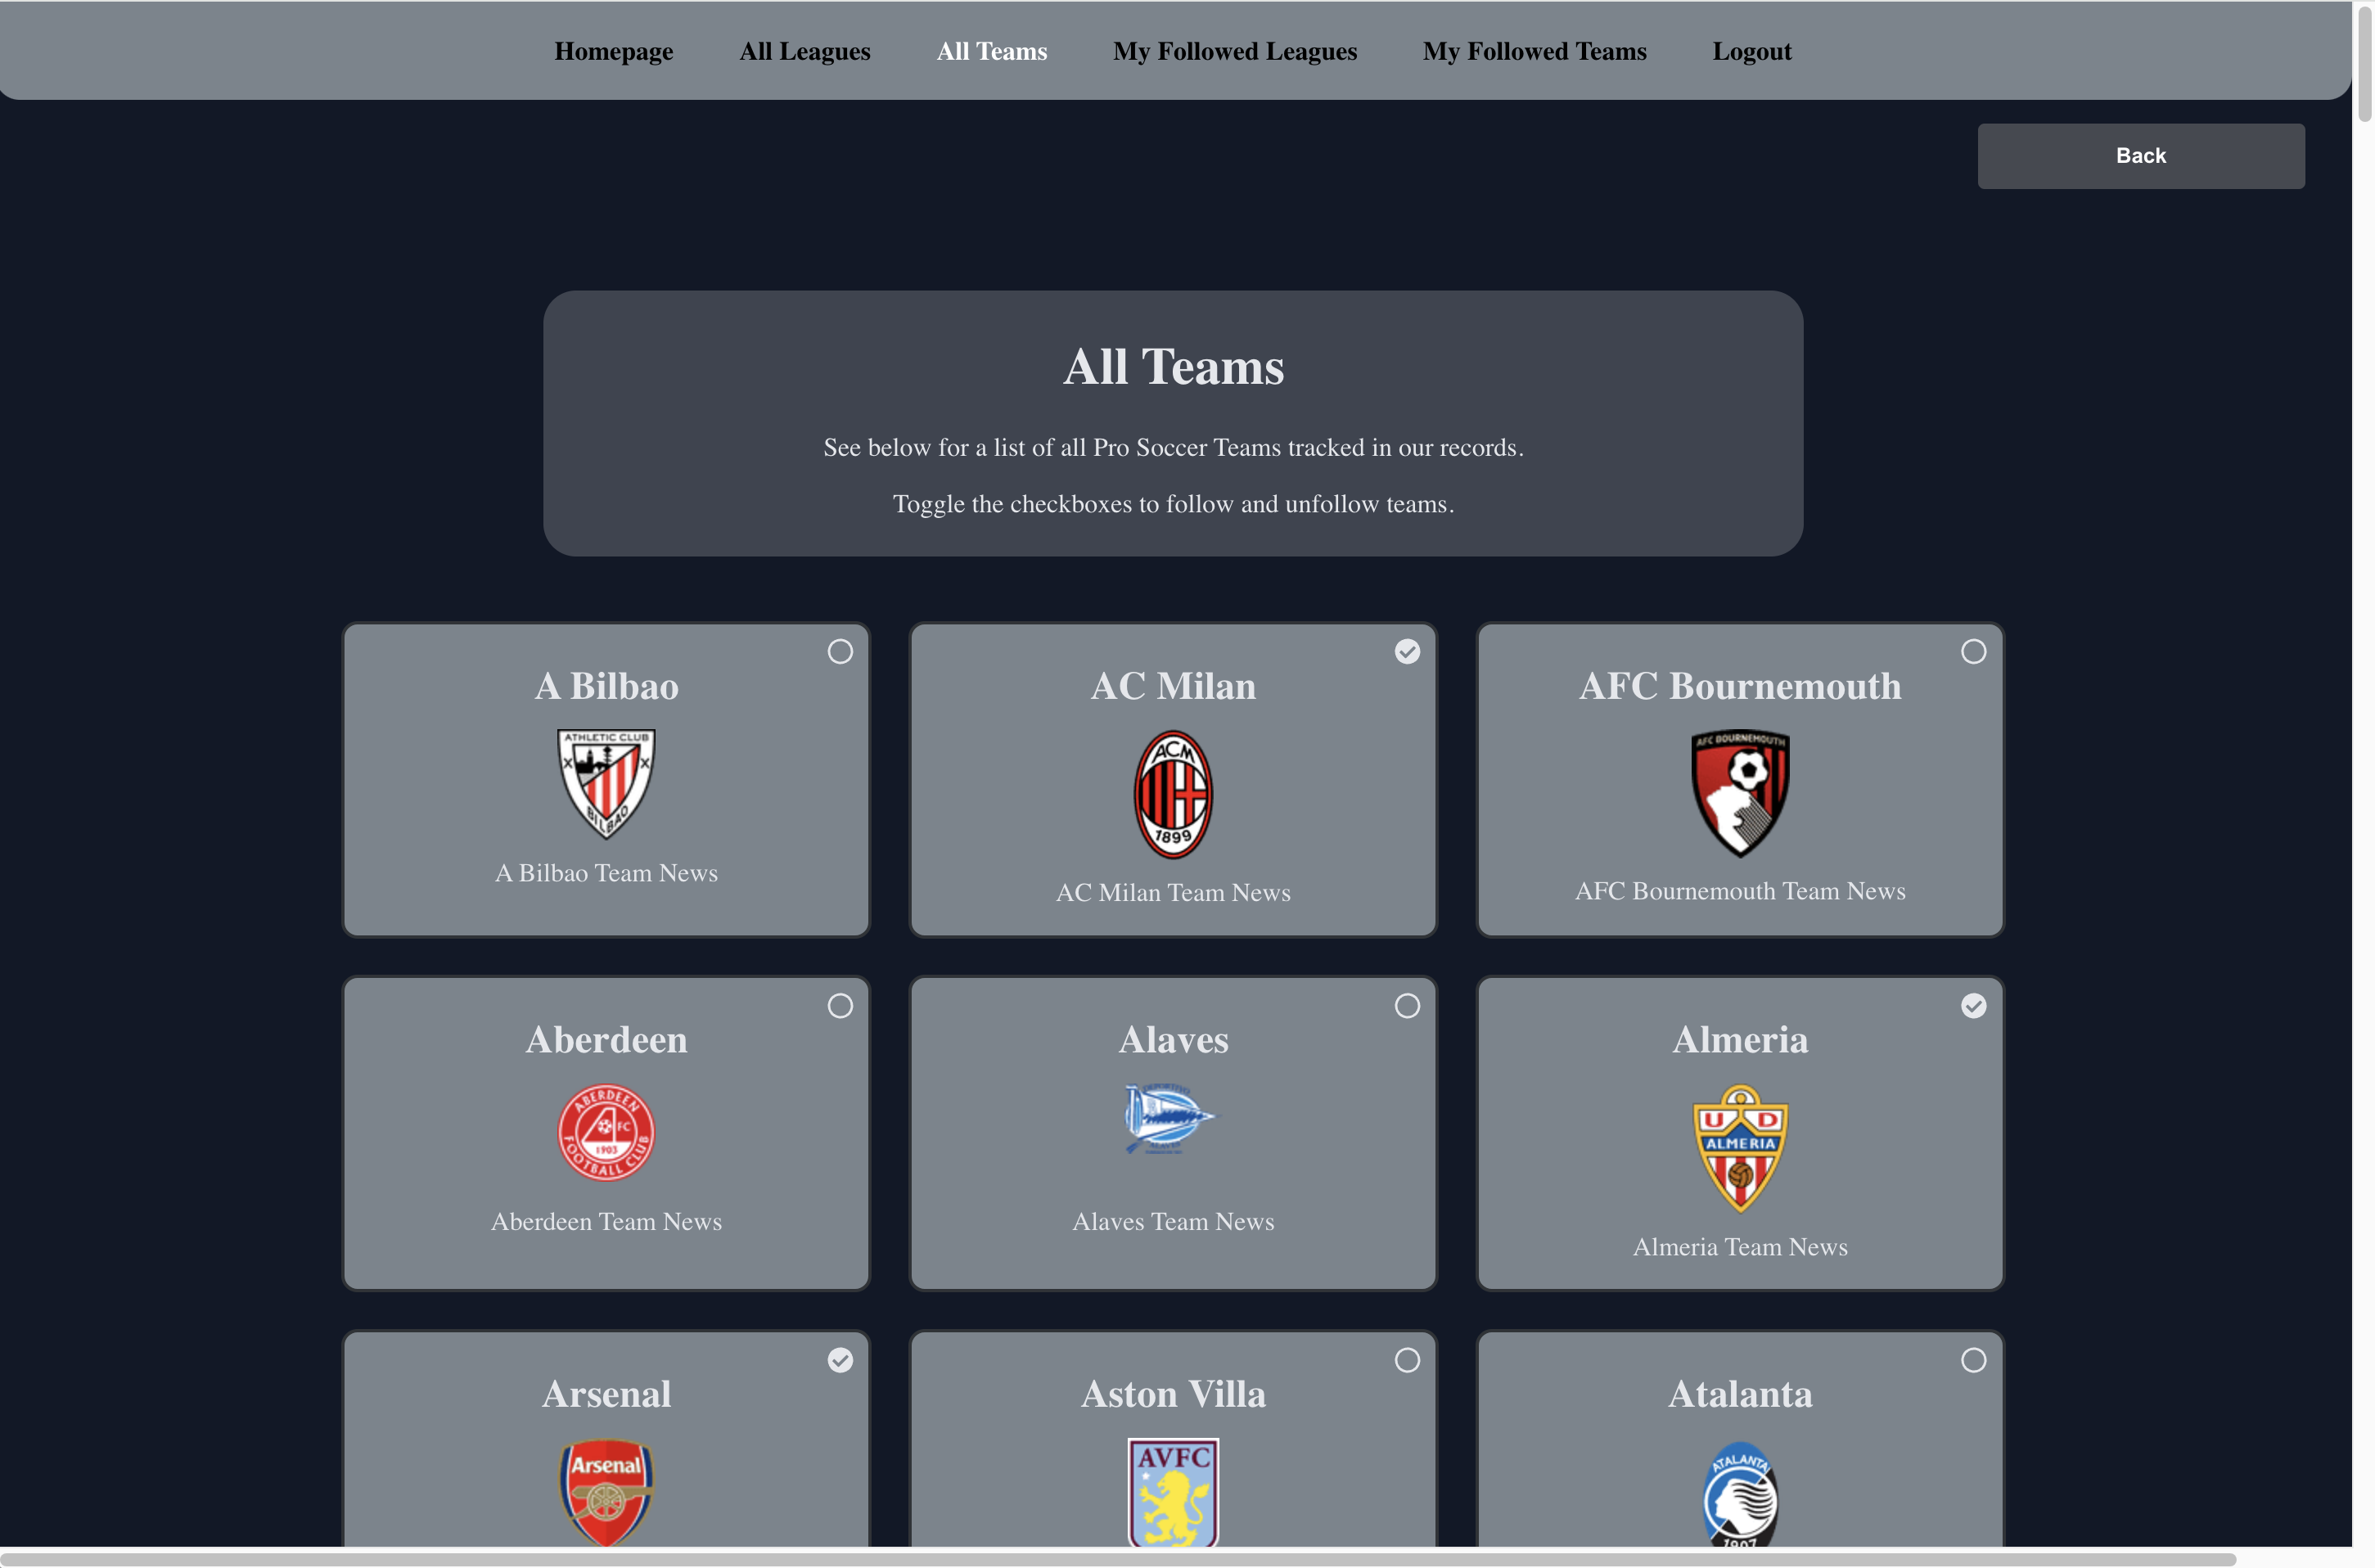 Homepage All Leagues All Teams My Followed Leagues My Followed Teams Logout
Back
All Teams
See below for a list of all Pro Soccer Teams tracked in our records.
Toggle the checkboxes to follow and unfollow teams.
A Bilbao
ATHLETIC CLUB
BILBAO
A Bilbao Team News
AC Milan
ACM
1899
AC Milan Team News
AFC Bournemouth
AFC BOURNEMOUTH
AFC Bournemouth Team News
Aberdeen
ABERDEEN
A FC
1903
FOOTBALL CLUB
Aberdeen Team News
Alaves
DEPORTIVO
ALAVES
Alaves Team News
Almeria
U D
ALMERIA
Almeria Team News
Arsenal
Arsenal
Aston Villa
AVFC
Atalanta
ATALANTA
1907